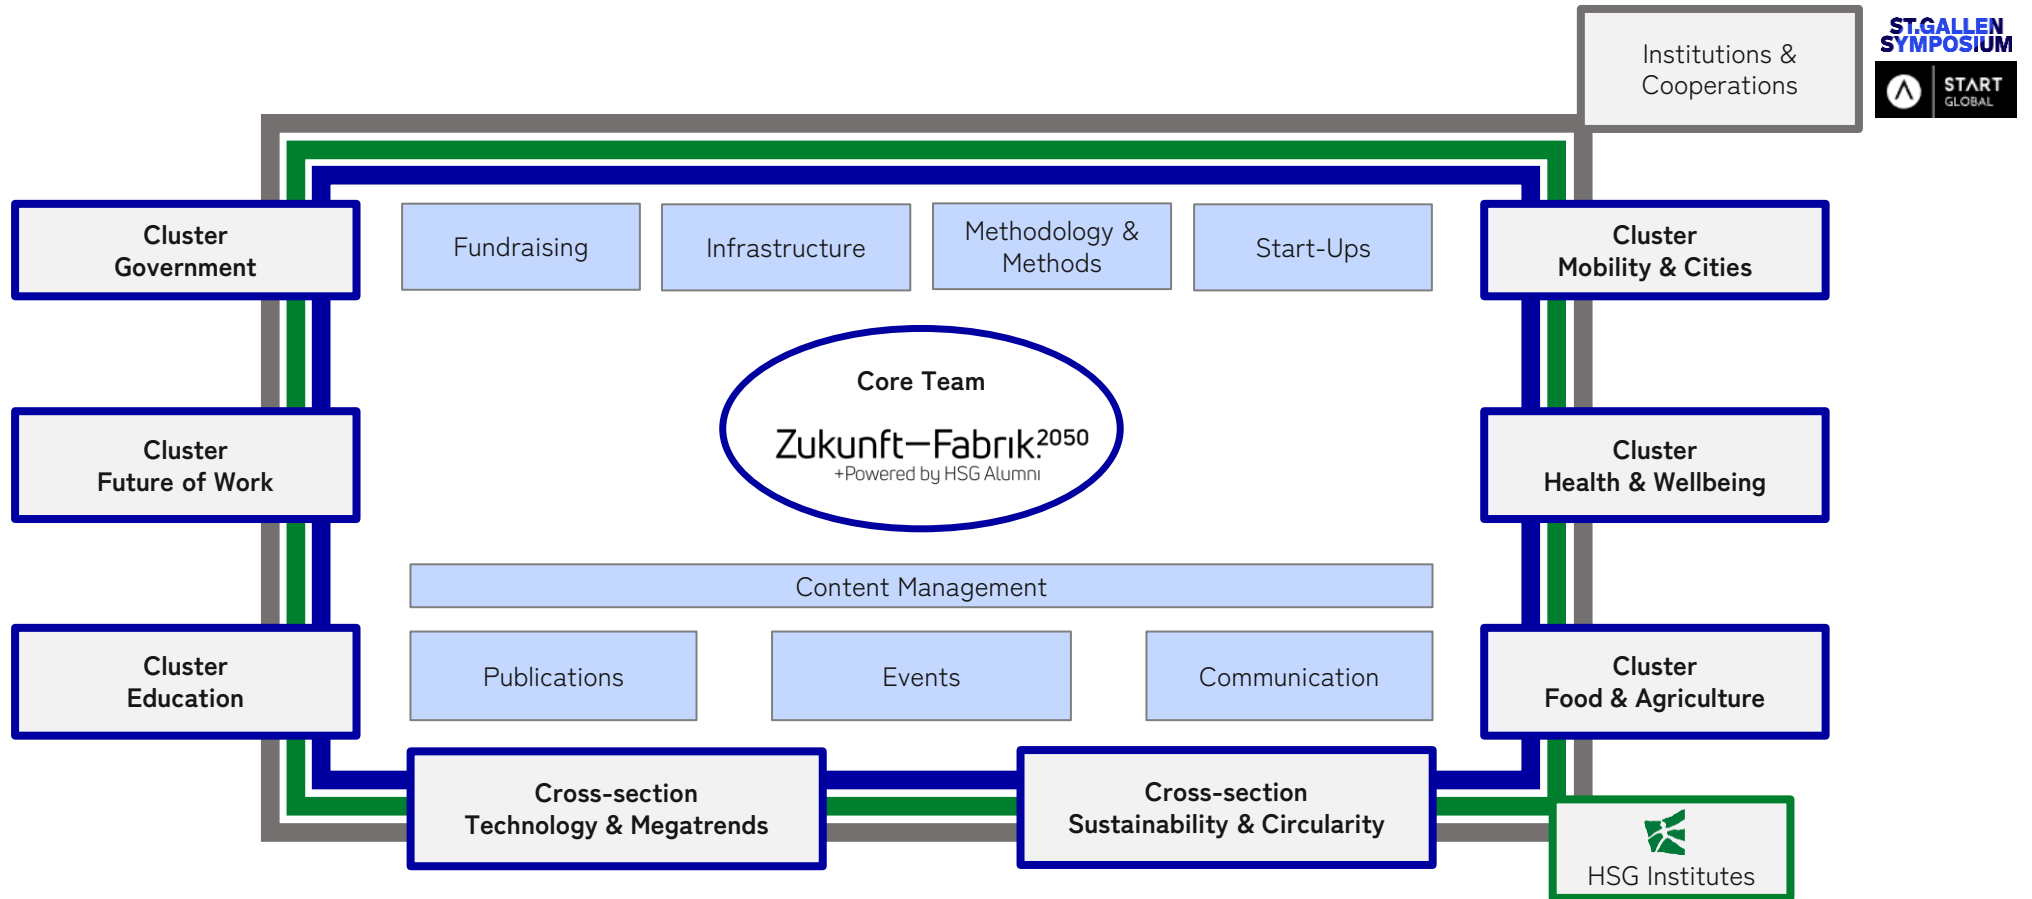 Institutions &
Cooperations
ST.GALLEN
SYMPOSIUM
START
GLOBAL
Cluster
Government
Fundraising
Infrastructure
Methodology &
Methods
Start-Ups
Cluster
Mobility & Cities
Core Team
Zukunft—Fabrik.2050
+Powered by HSG Alumni
Cluster
Future of Work
Cluster
Health & Wellbeing
Content Management
Cluster
Education
Publications
Events
Communication
Cluster
Food & Agriculture
Cross-section
Technology & Megatrends
Cross-section
Sustainability & Circularity
HSG Institutes